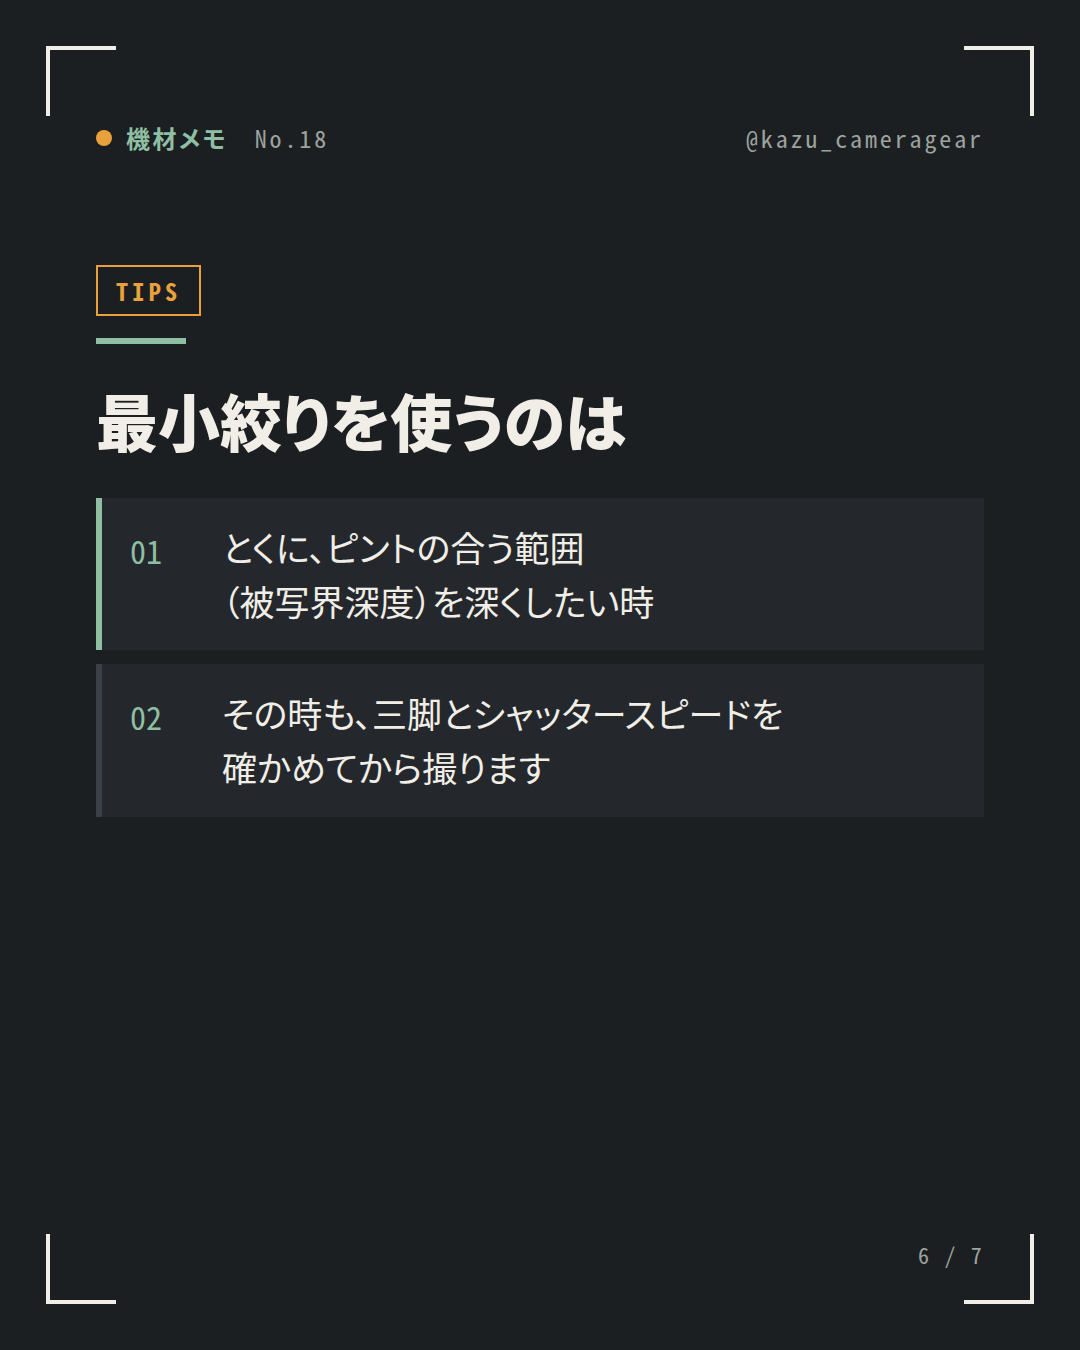 機材メモ No.18
@kazu_cameragear
TIPS
最小絞りを使うのは
01 とくに、ピントの合う範囲
（被写界深度）を深くしたい時
02 その時も、三脚とシャッタースピードを
確かめてから撮ります
6 / 7